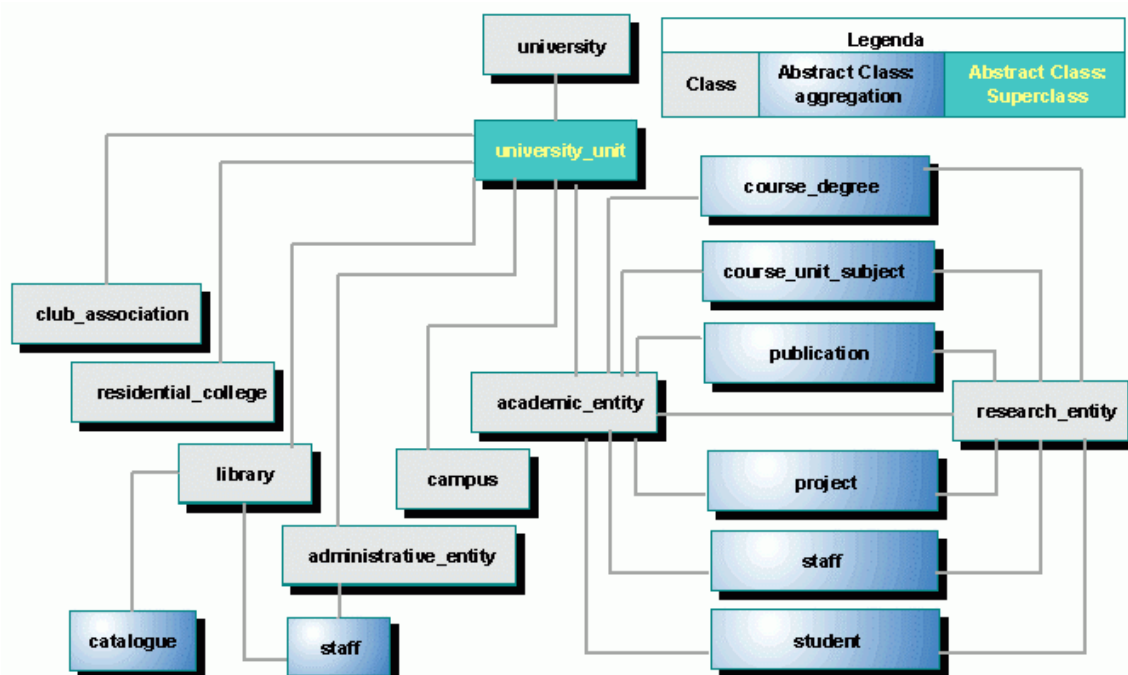 university
Legenda
Class
Abstract Class:
aggregation
Abstract Class:
Superclass
university_unit
course_degree
course_unit_subject
club_association
publication
residential_college
academic_entity
research_entity
library
campus
project
administrative_entity
staff
catalogue
staff
student